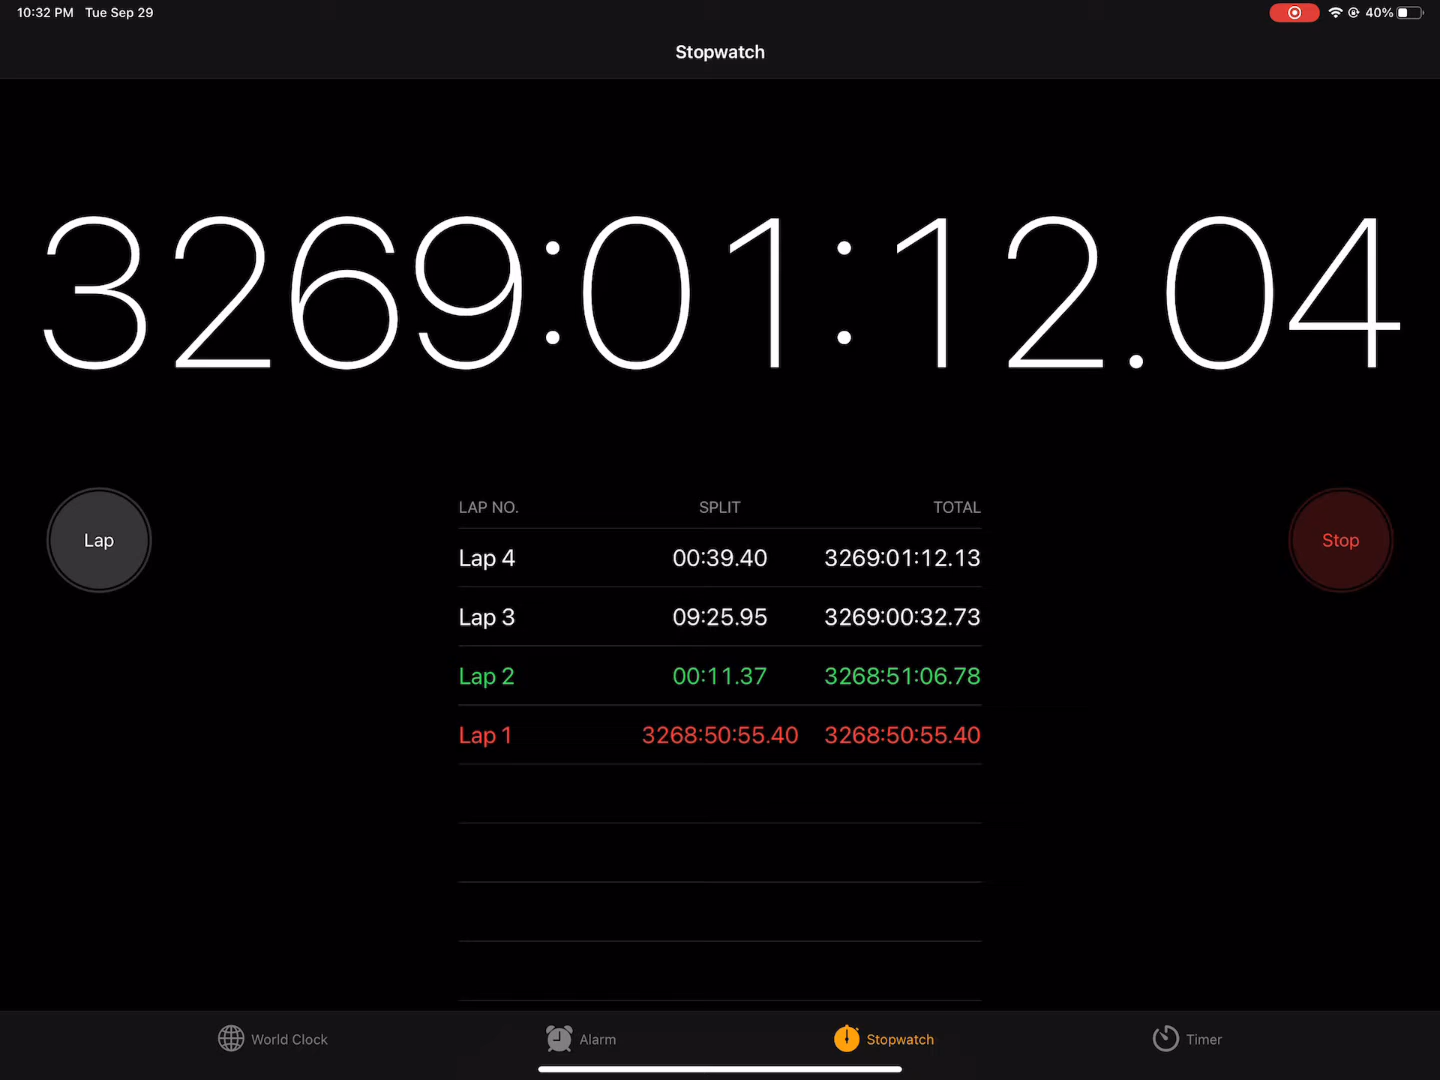 10:32 PM Tue Sep 29 40%
Stopwatch
3269:01:12.04
LAP NO. SPLIT TOTAL
Lap 4 00:39.40 3269:01:12.13
Lap 3 09:25.95 3269:00:32.73
Lap 2 00:11.37 3268:51:06.78
Lap 1 3268:50:55.40 3268:50:55.40
Lap
Stop
World Clock Alarm Stopwatch Timer